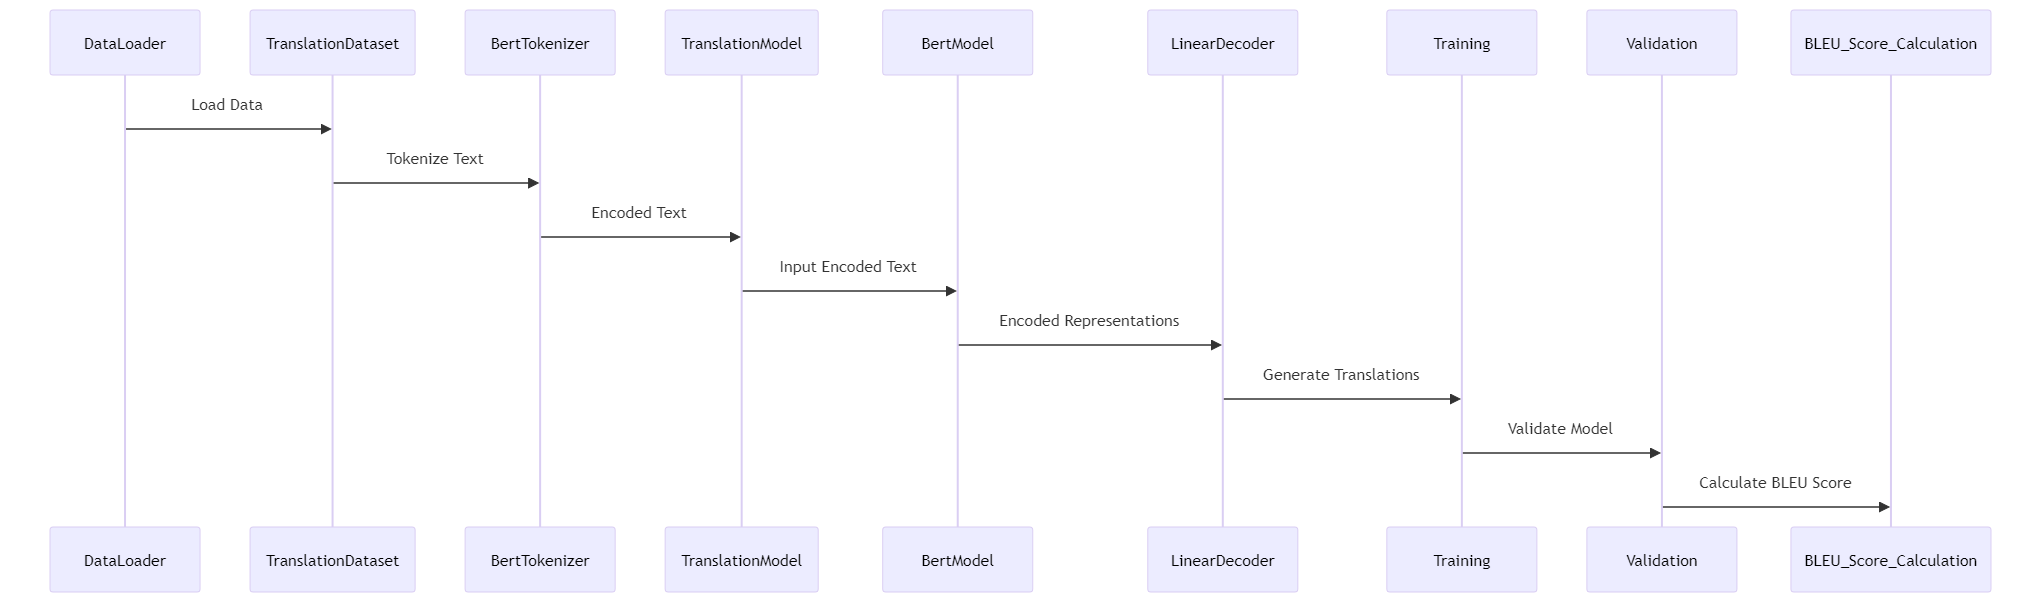 DataLoader
TranslationDataset
BertTokenizer
TranslationModel
BertModel
LinearDecoder
Training
Validation
BLEU_Score_Calculation
Load Data
Tokenize Text
Encoded Text
Input Encoded Text
Encoded Representations
Generate Translations
Validate Model
Calculate BLEU Score
DataLoader
TranslationDataset
BertTokenizer
TranslationModel
BertModel
LinearDecoder
Training
Validation
BLEU_Score_Calculation